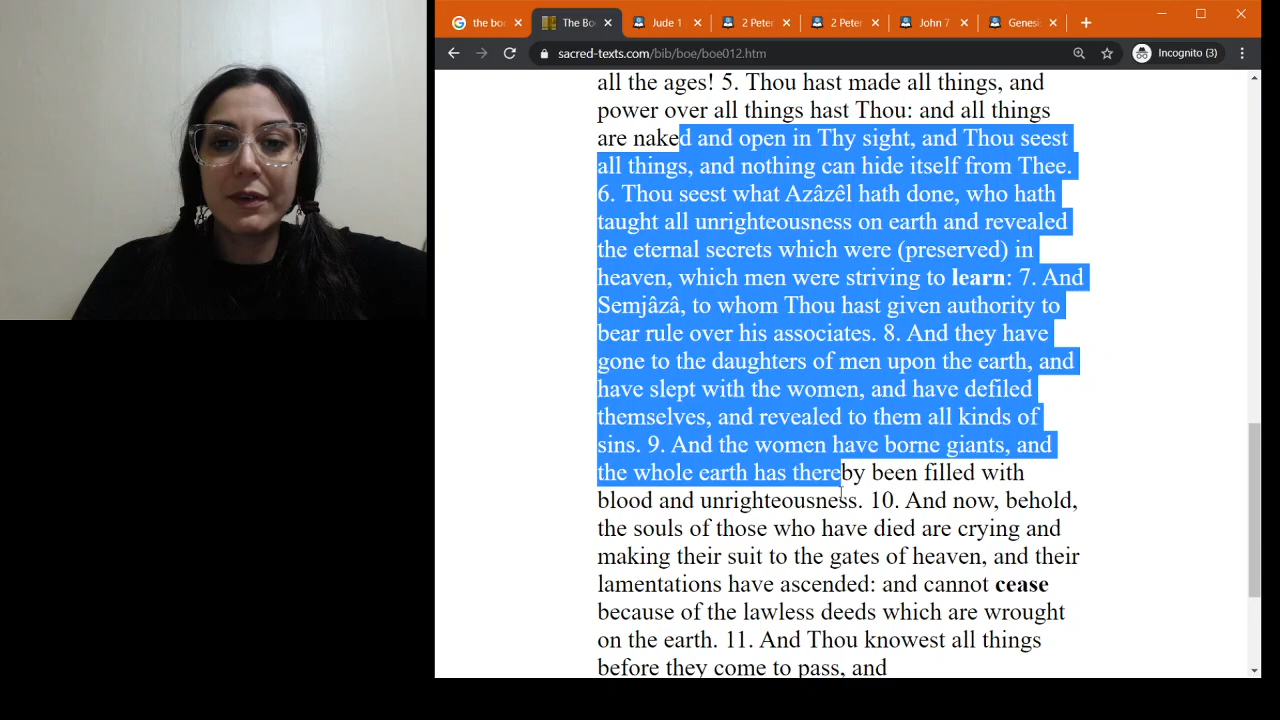 the bo
The Bo
Jude 1
2 Peter
2 Peter
John 7
Genesi
sacred-texts.com/bib/boe/boe012.htm
Incognito (3)
all the ages! 5. Thou hast made all things, and
power over all things hast Thou: and all things
are naked and open in Thy sight, and Thou seest
all things, and nothing can hide itself from Thee.
6. Thou seest what Azâzêl hath done, who hath
taught all unrighteousness on earth and revealed
the eternal secrets which were (preserved) in
heaven, which men were striving to learn: 7. And
Semjâzâ, to whom Thou hast given authority to
bear rule over his associates. 8. And they have
gone to the daughters of men upon the earth, and
have slept with the women, and have defiled
themselves, and revealed to them all kinds of
sins. 9. And the women have borne giants, and
the whole earth has thereby been filled with
blood and unrighteousness. 10. And now, behold,
the souls of those who have died are crying and
making their suit to the gates of heaven, and their
lamentations have ascended: and cannot cease
because of the lawless deeds which are wrought
on the earth. 11. And Thou knowest all things
before they come to pass, and